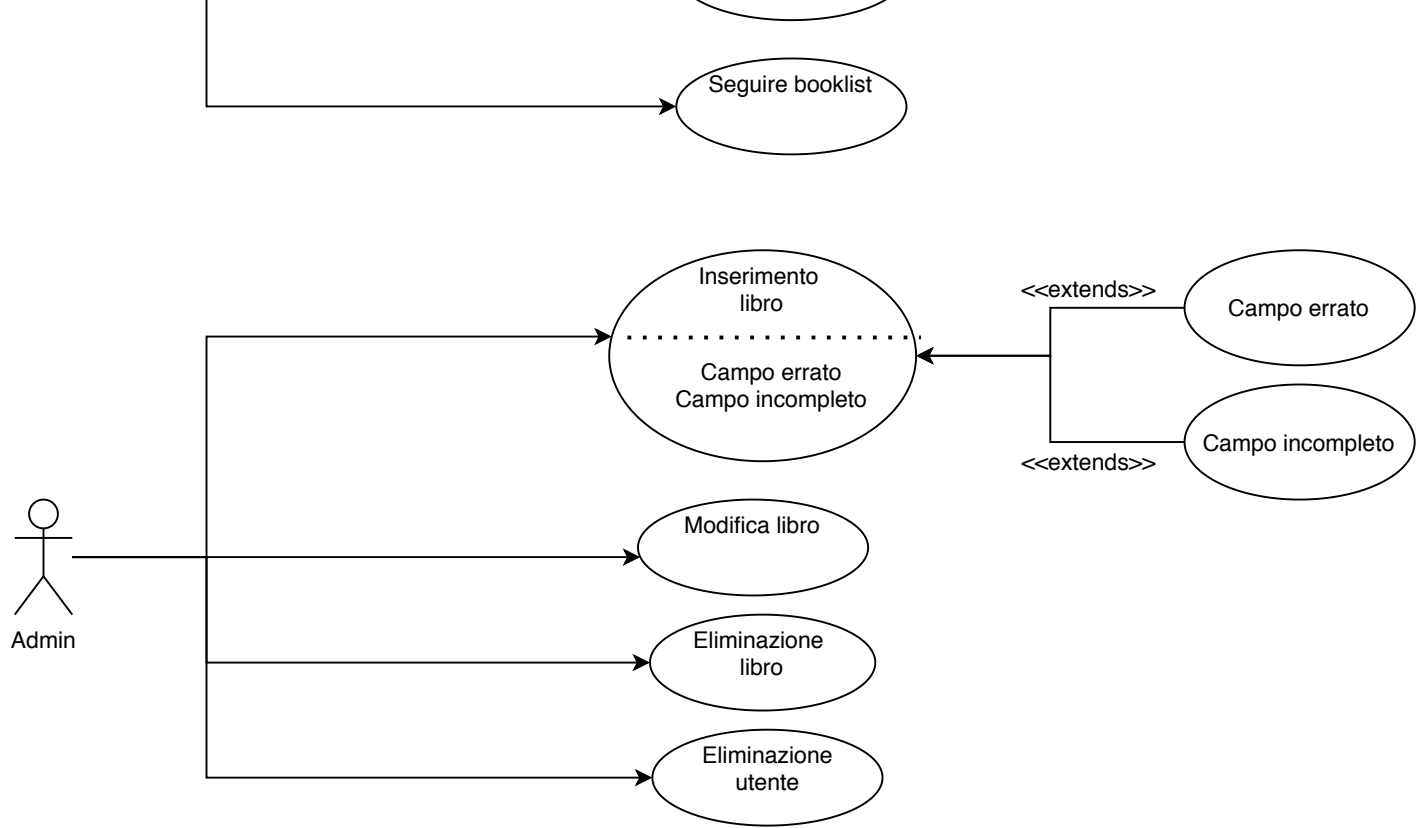 Seguire booklist
Inserimento
libro
Campo errato
Campo incompleto
<<extends>>
Campo errato
Campo incompleto
<<extends>>
Modifica libro
Admin
Eliminazione
libro
Eliminazione
utente